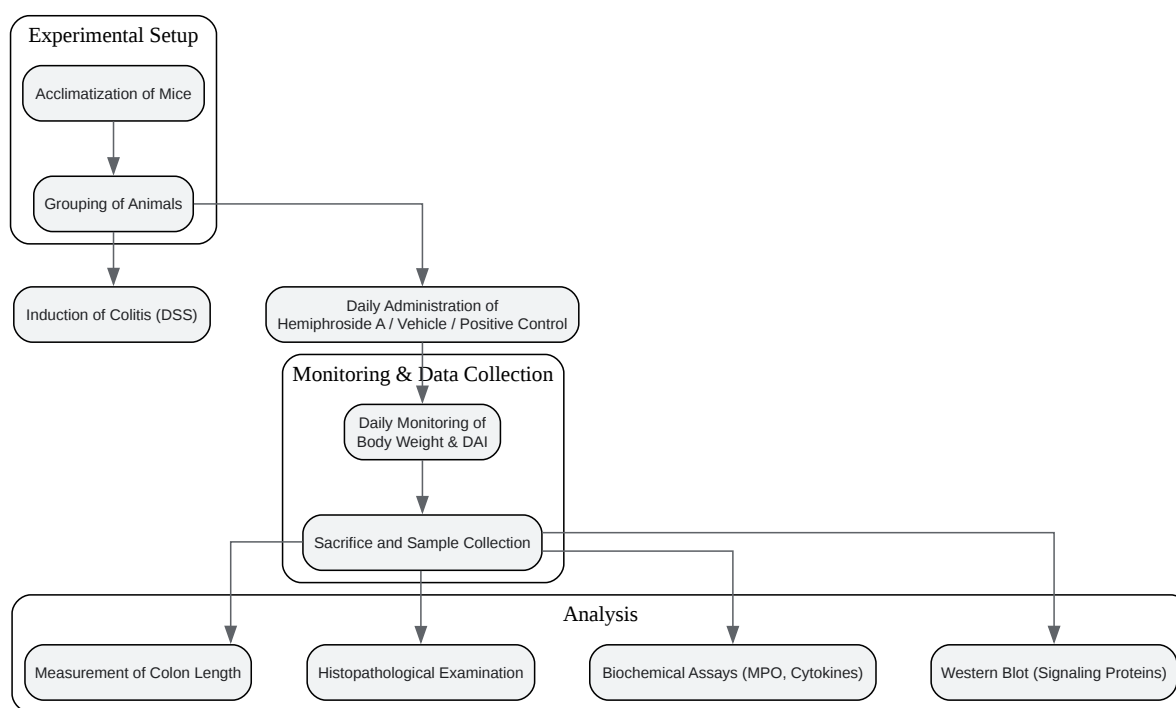 Experimental Setup
Acclimatization of Mice
Grouping of Animals
Induction of Colitis (DSS)
Daily Administration of
Hemiphroside A / Vehicle / Positive Control
Monitoring & Data Collection
Daily Monitoring of
Body Weight & DAI
Sacrifice and Sample Collection
Analysis
Measurement of Colon Length
Histopathological Examination
Biochemical Assays (MPO, Cytokines)
Western Blot (Signaling Proteins)